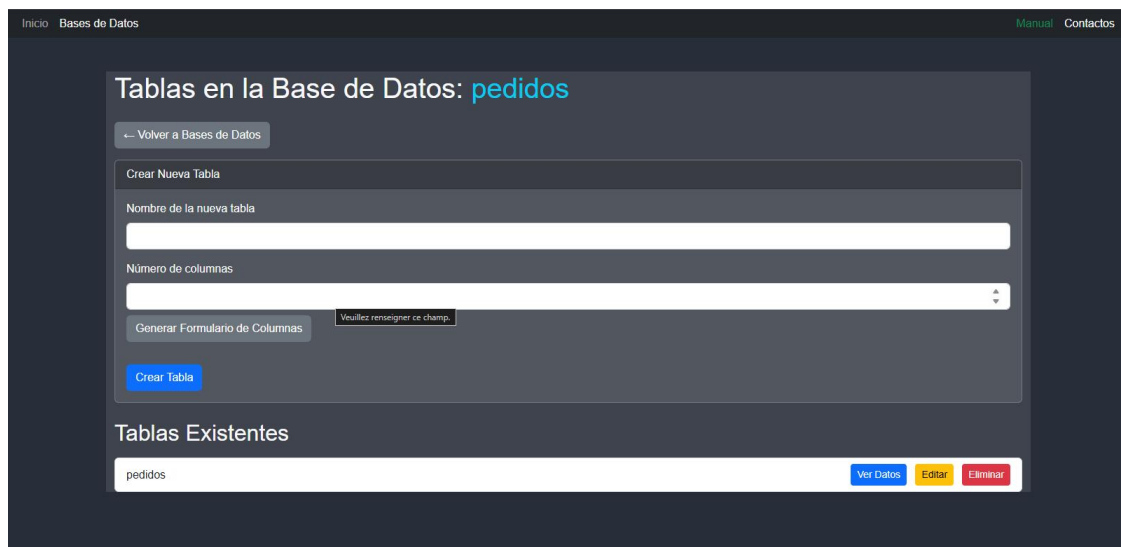 Inicio Bases de Datos Manual Contactos
Tablas en la Base de Datos: pedidos
← Volver a Bases de Datos
Crear Nueva Tabla
Nombre de la nueva tabla
Número de columnas
Veuillez renseigner ce champ.
Generar Formulario de Columnas
Crear Tabla
Tablas Existentes
pedidos Ver Datos Editar Eliminar